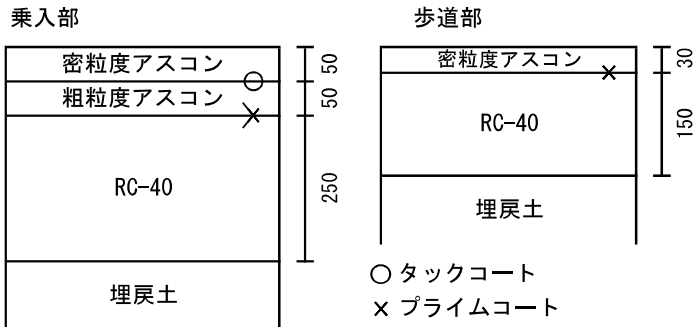 乗入部
密粒度アスコン
50
粗粒度アスコン
50
RC-40
250
埋戻土
歩道部
密粒度アスコン
30
RC-40
150
埋戻土
○ タックコート
× プライムコート